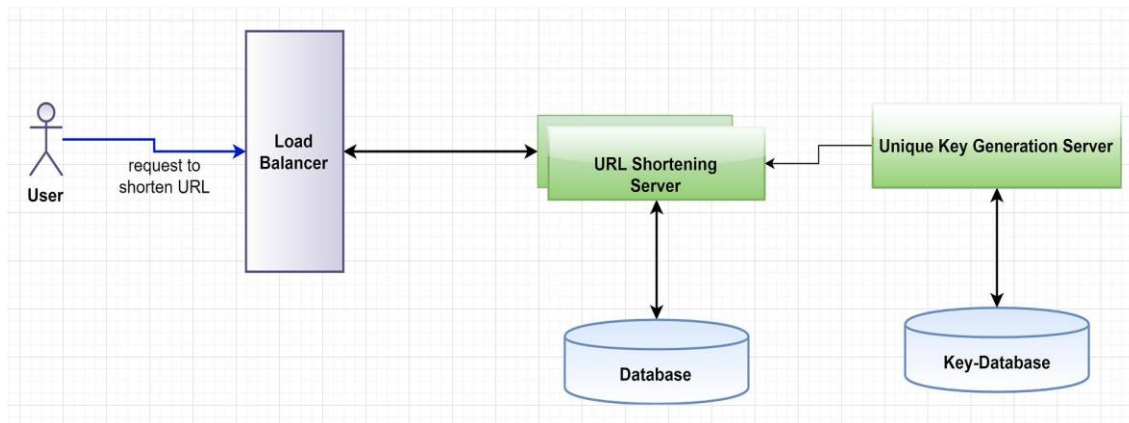 User
request to
shorten URL
Load
Balancer
URL Shortening
Server
Unique Key Generation Server
Database
Key-Database